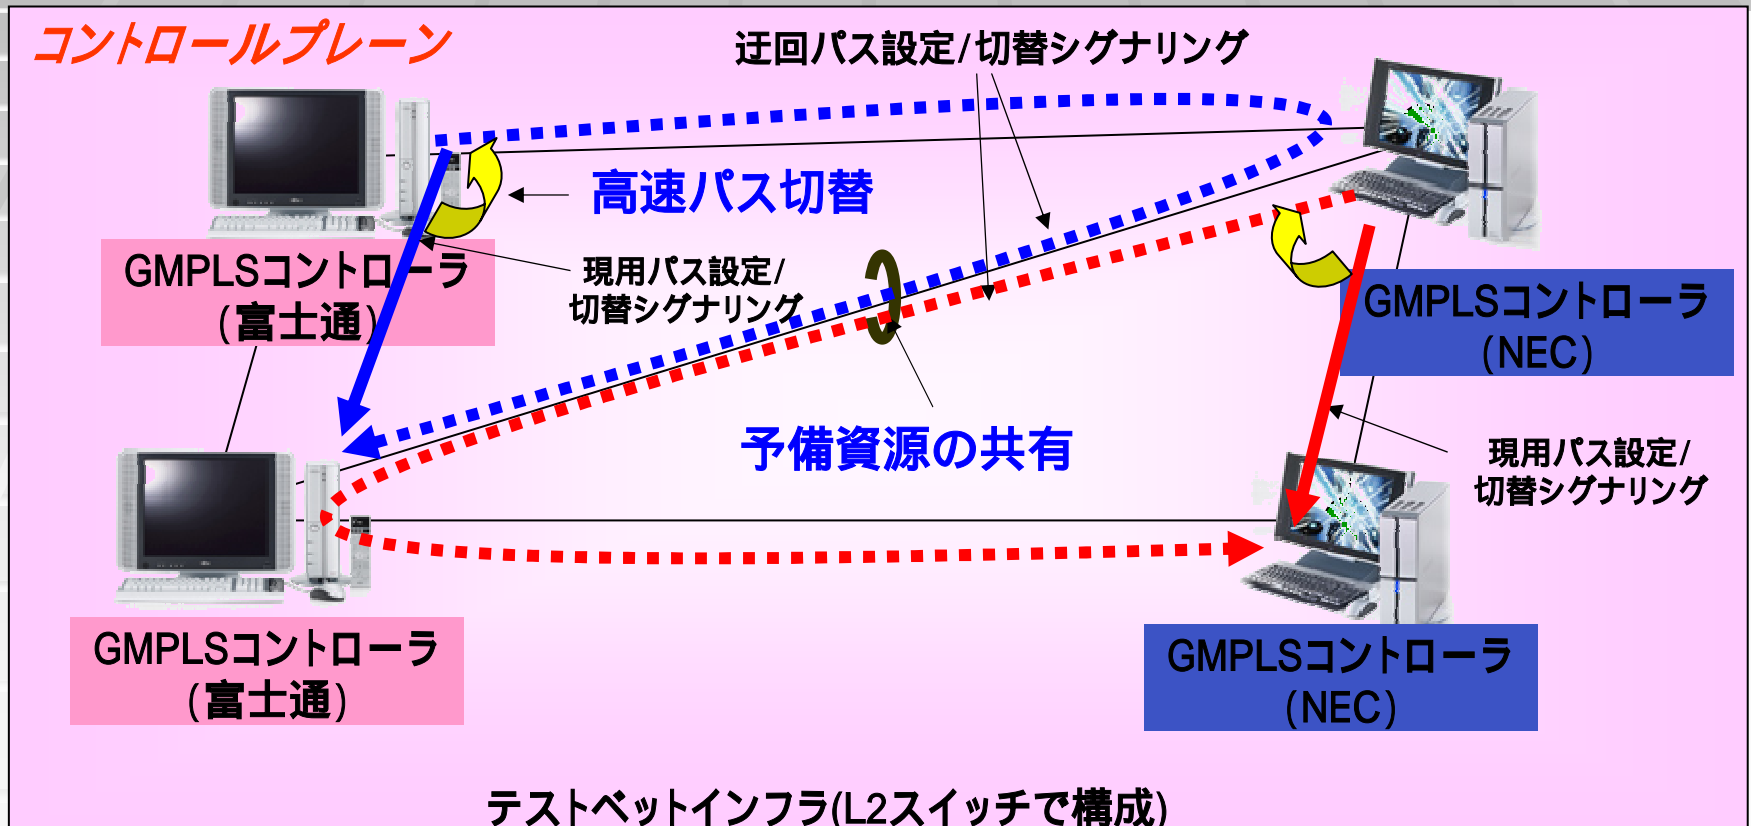 コントロールプレーン
迂回パス設定/切替シグナリング
高速パス切替
GMPLSコントローラ
(富士通)
現用パス設定/
切替シグナリング
GMPLSコントローラ
(NEC)
予備資源の共有
現用パス設定/
切替シグナリング
GMPLSコントローラ
(富士通)
GMPLSコントローラ
(NEC)
テストベットインフラ(L2スイッチで構成)